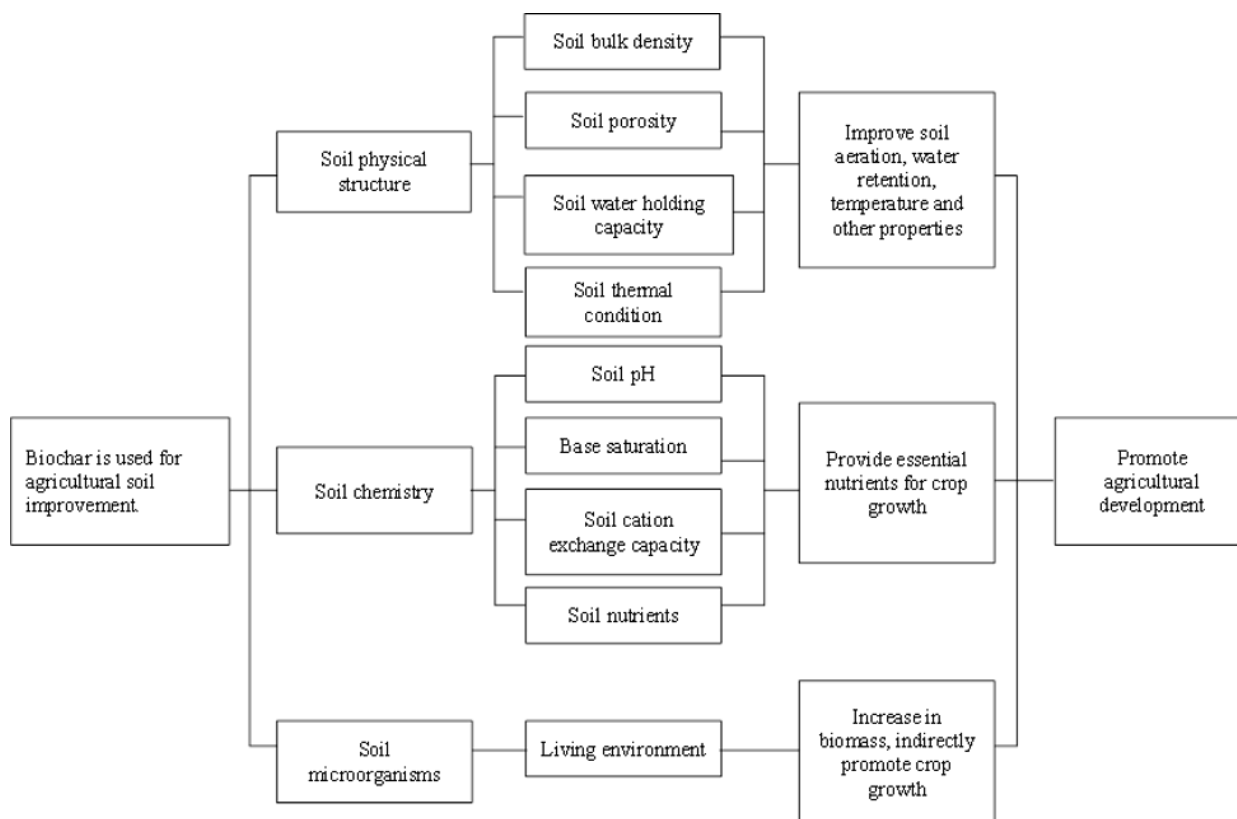 Soil bulk density
Soil porosity
Soil physical
structure
Soil water holding
capacity
Soil thermal
condition
Improve soil
aeration, water
retention,
temperature and
other properties
Biochar is used for
agricultural soil
improvement.
Soil chemistry
Soil pH
Base saturation
Soil cation
exchange capacity
Soil nutrients
Provide essential
nutrients for crop
growth
Promote
agricultural
development
Soil
microorganisms
Living environment
Increase in
biomass, indirectly
promote crop
growth